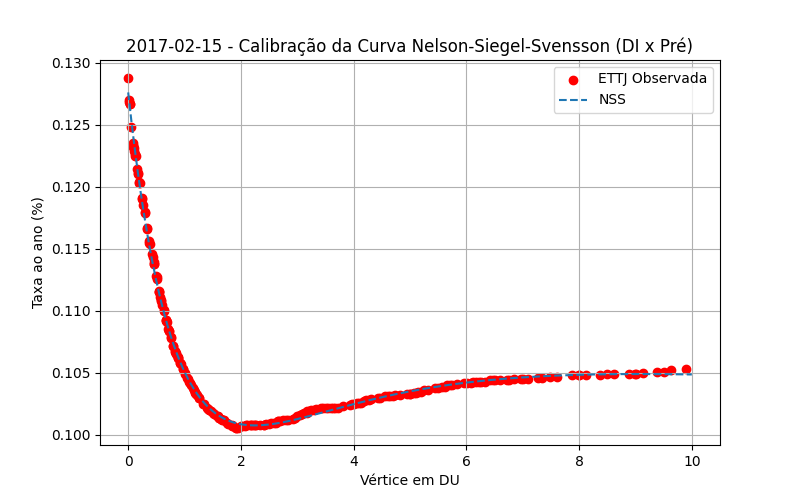 2017-02-15 - Calibração da Curva Nelson-Siegel-Svensson (DI x Pré)
ETTJ Observada
NSS
Taxa ao ano (%)
0.130
0.125
0.120
0.115
0.110
0.105
0.100
0 2 4 6 8 10
Vértice em DU